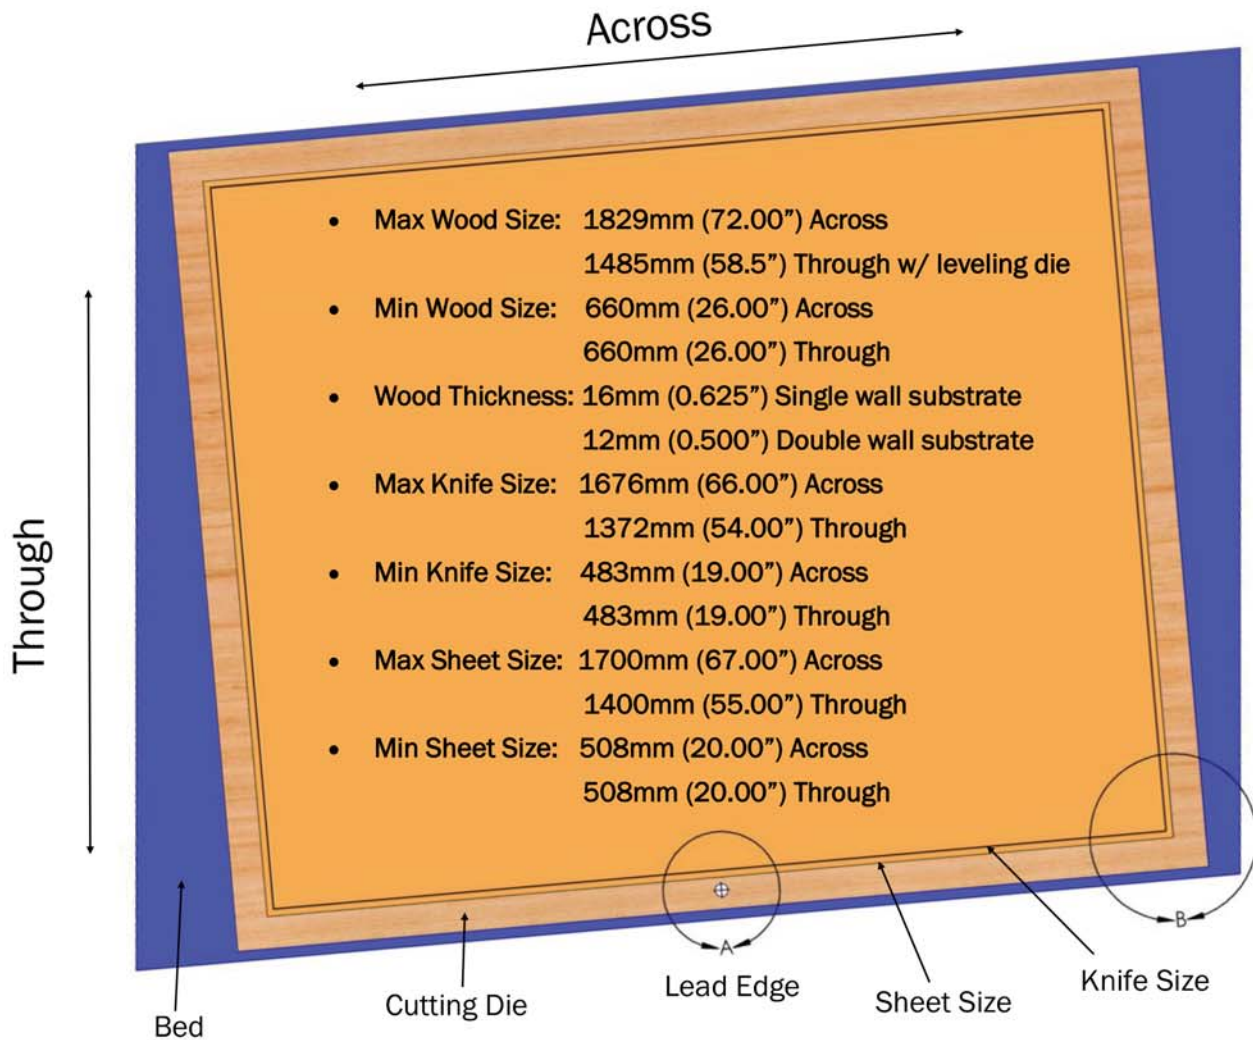 Across
Through
• Max Wood Size: 1829mm (72.00”) Across
1485mm (58.5”) Through w/ leveling die
• Min Wood Size: 660mm (26.00”) Across
660mm (26.00”) Through
• Wood Thickness: 16mm (0.625”) Single wall substrate
12mm (0.500”) Double wall substrate
• Max Knife Size: 1676mm (66.00”) Across
1372mm (54.00”) Through
• Min Knife Size: 483mm (19.00”) Across
483mm (19.00”) Through
• Max Sheet Size: 1700mm (67.00”) Across
1400mm (55.00”) Through
• Min Sheet Size: 508mm (20.00”) Across
508mm (20.00”) Through
A
B
Bed
Cutting Die
Lead Edge
Sheet Size
Knife Size